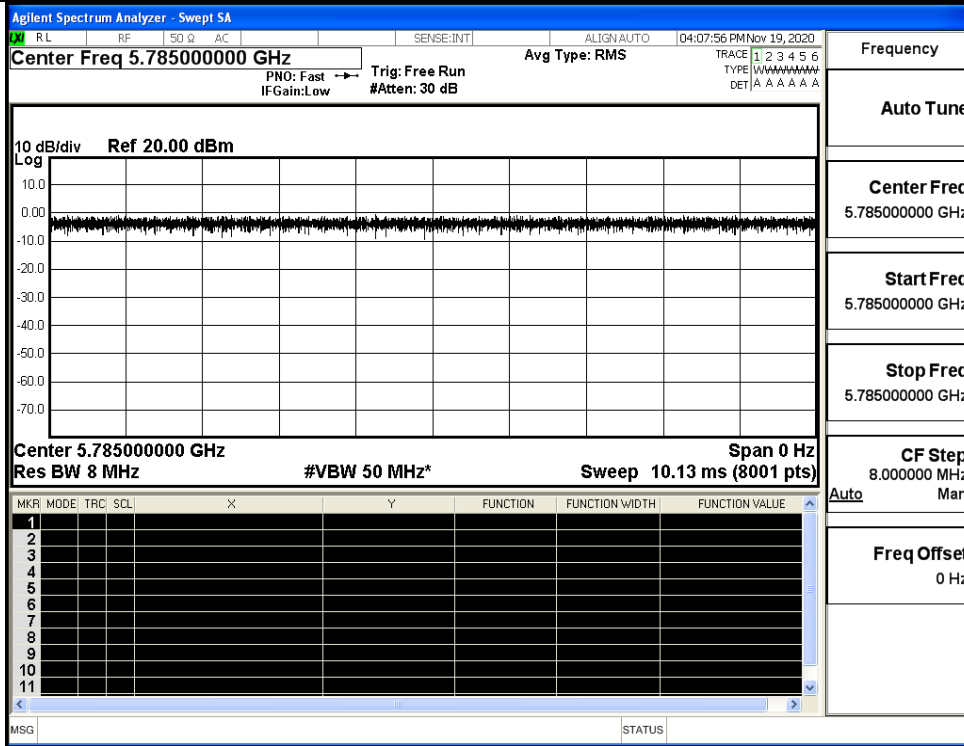 Agilent Spectrum Analyzer - Swept SA
LXI RL RF 50 Ω AC SENSE:INT ALIGN AUTO 04:07:56 PM Nov 19, 2020
Center Freq 5.785000000 GHz
PNO: Fast
IFGain:Low
Trig: Free Run
#Atten: 30 dB
Avg Type: RMS
TRACE 1 2 3 4 5 6
TYPE WWWWWW
DET A A A A A A
10 dB/div Ref 20.00 dBm
Log
10.0
0.00
-10.0
-20.0
-30.0
-40.0
-50.0
-60.0
-70.0
Center 5.785000000 GHz Span 0 Hz
Res BW 8 MHz #VBW 50 MHz* Sweep 10.13 ms (8001 pts)
MKR MODE TRC SCL X Y FUNCTION FUNCTION WIDTH FUNCTION VALUE
1
2
3
4
5
6
7
8
9
10
11
MSG STATUS
Frequency
Auto Tune
Center Freq
5.785000000 GHz
Start Freq
5.785000000 GHz
Stop Freq
5.785000000 GHz
CF Step
8.000000 MHz
Auto Man
Freq Offset
0 Hz